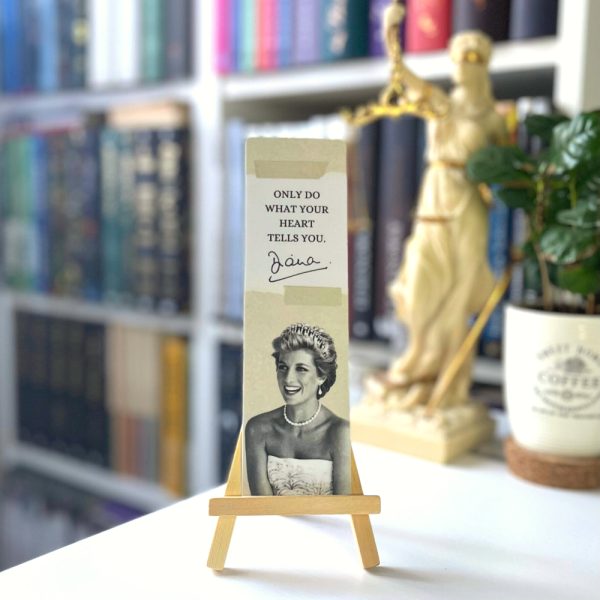 ONLY DO
WHAT YOUR
HEART
TELLS YOU.
Diana.
COFFEE